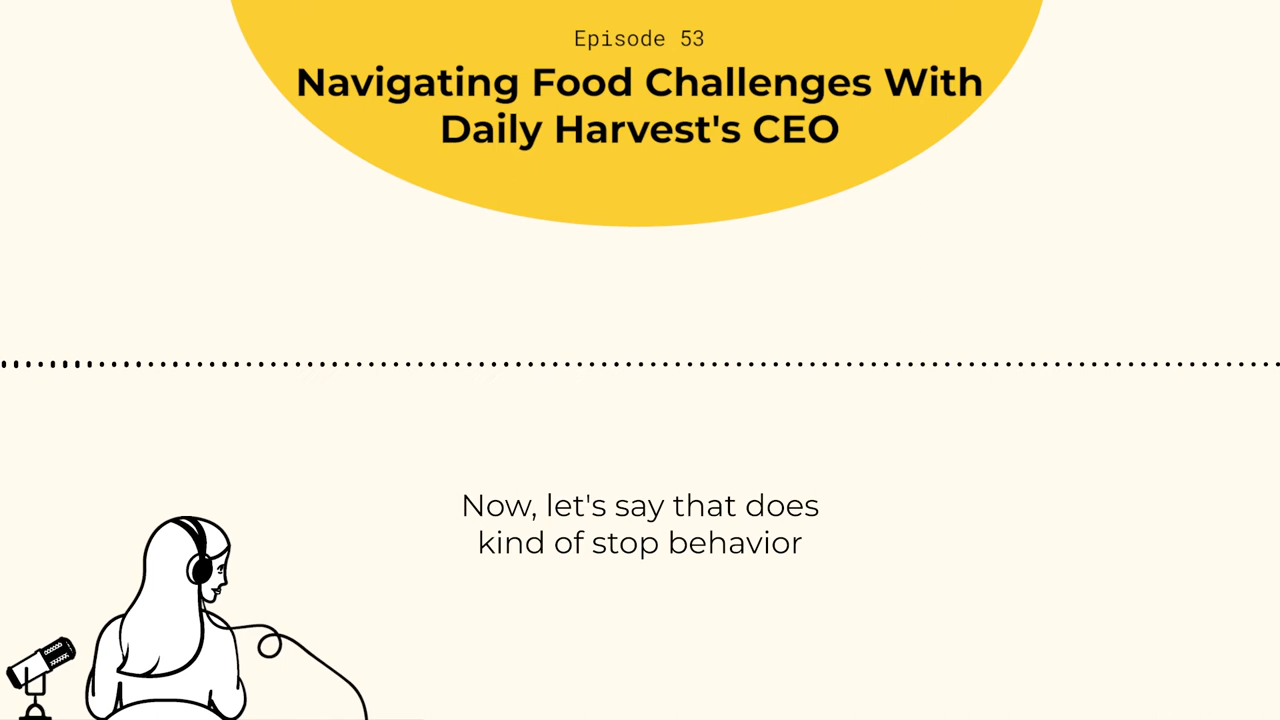 Episode 53
Navigating Food Challenges With
Daily Harvest's CEO
Now, let's say that does
kind of stop behavior